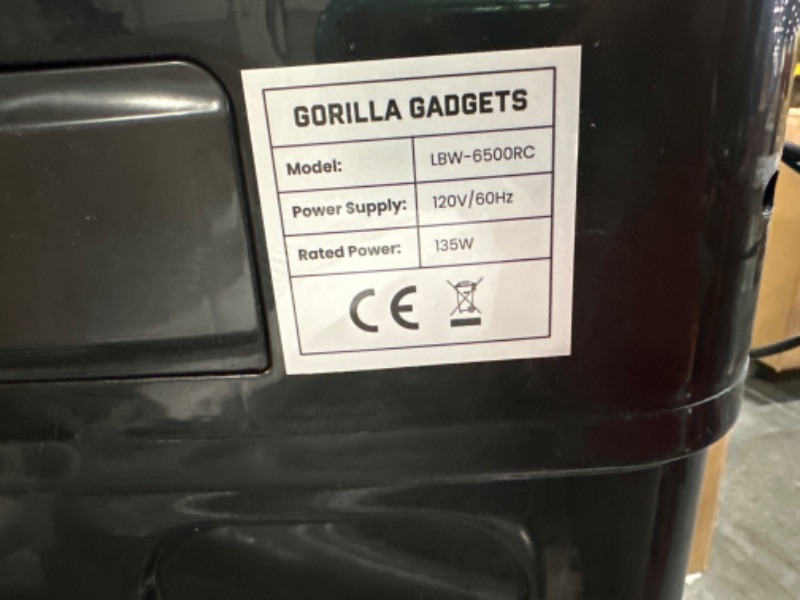 GORILLA GADGETS
Model: LBW-6500RC
Power Supply: 120V/60Hz
Rated Power: 135W
CE